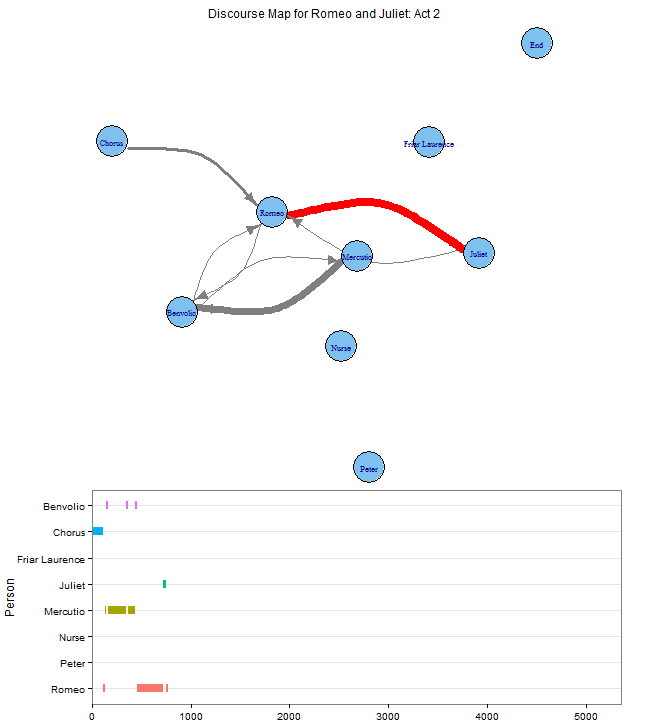 Discourse Map for Romeo and Juliet: Act 2
End
Chorus
Friar Laurence
Romeo
Mercutio
Juliet
Benvolio
Nurse
Peter
Person
Benvolio
Chorus
Friar Laurence
Juliet
Mercutio
Nurse
Peter
Romeo
0 1000 2000 3000 4000 5000